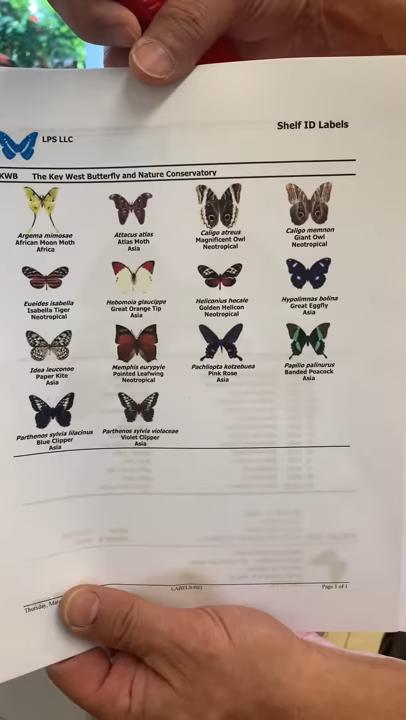 Shelf ID Labels
LPS LLC
KWB The Key West Butterfly and Nature Conservatory
Argema mimosae
African Moon Moth
Africa
Attacus atlas
Atlas Moth
Asia
Caligo atreus
Magnificent Owl
Neotropical
Caligo memnon
Giant Owl
Neotropical
Eueides isabella
Isabella Tiger
Neotropical
Hebomoia glaucippe
Great Orange Tip
Asia
Heliconius hecale
Golden Helicon
Neotropical
Hypolimnas bolina
Great Eggfly
Asia
Idea leuconoe
Paper Kite
Asia
Memphis eurypyle
Pointed Leafwing
Neotropical
Pachliopta kotzebuea
Pink Rose
Asia
Papilio palinurus
Banded Peacock
Asia
Parthenos sylvia lilacinus
Blue Clipper
Asia
Parthenos sylvia violaceae
Violet Clipper
Asia
Thursday,
Page 1 of 1